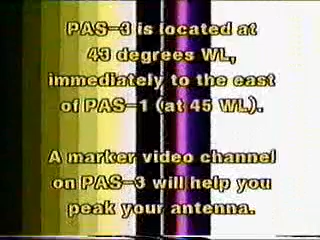 PAS-3 is located at
43 degrees WL,
immediately to the east
of PAS-1 (at 45 WL).
A marker video channel
on PAS-3 will help you
peak your antenna.